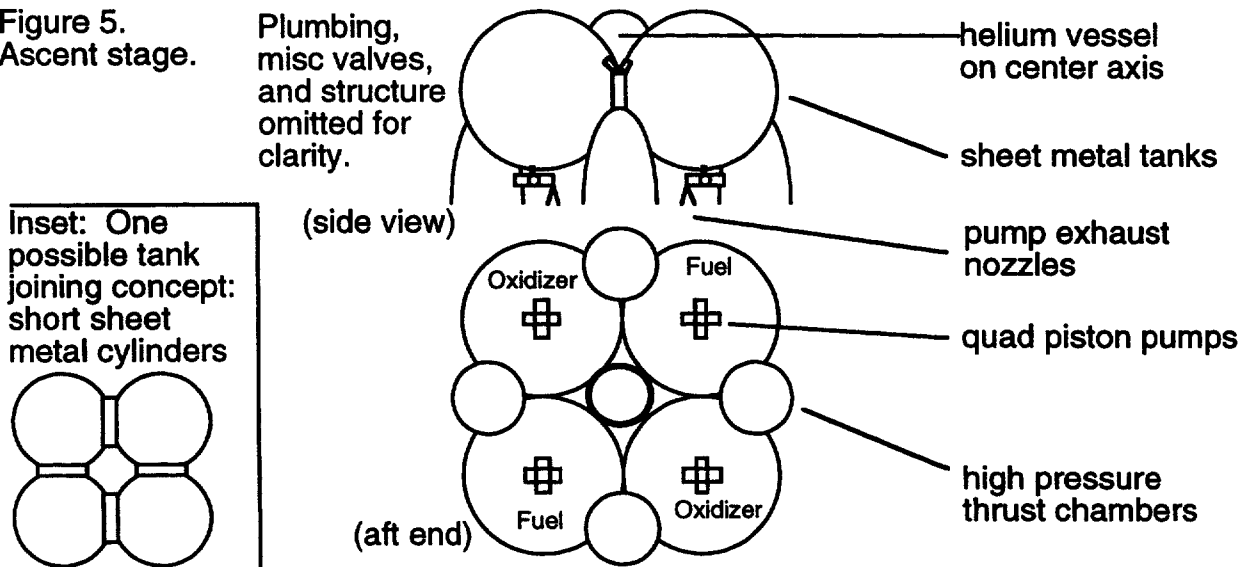 Figure 5.
Ascent stage.
Plumbing,
misc valves,
and structure
omitted for
clarity.
helium vessel
on center axis
sheet metal tanks
(side view)
pump exhaust
nozzles
Inset: One
possible tank
joining concept:
short sheet
metal cylinders
Oxidizer
Fuel
quad piston pumps
Fuel
Oxidizer
(aft end)
high pressure
thrust chambers